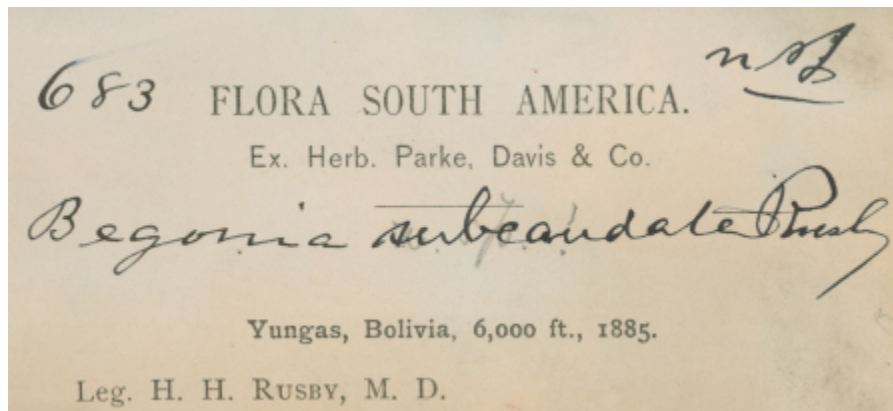 683 FLORA SOUTH AMERICA. n. sp.
Ex. Herb. Parke, Davis & Co.
Begonia subcaudata Rusby
Yungas, Bolivia, 6,000 ft., 1885.
Leg. H. H. Rusby, M. D.